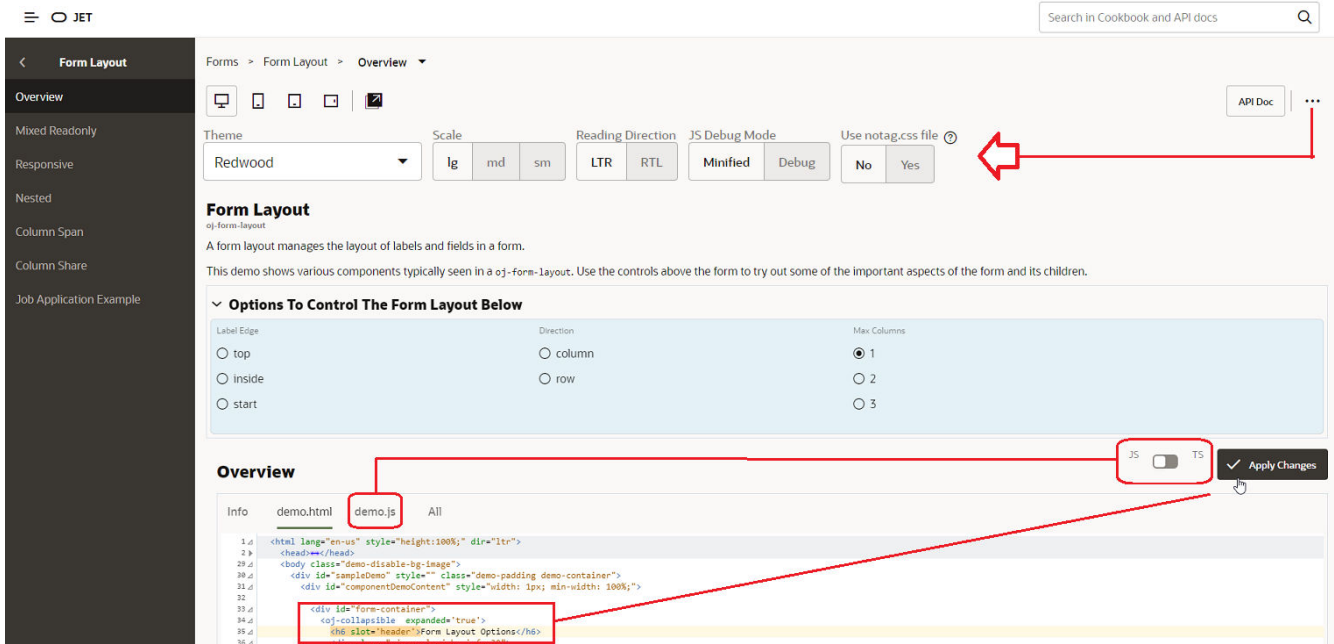 JET
Search in Cookbook and API docs
Form Layout
Overview
Mixed Readonly
Responsive
Nested
Column Span
Column Share
Job Application Example
Forms > Form Layout > Overview
API Doc
Theme Scale Reading Direction JS Debug Mode Use notag.css file
Redwood lg md sm LTR RTL Minified Debug No Yes
Form Layout
oj-form-layout
A form layout manages the layout of labels and fields in a form.
This demo shows various components typically seen in a oj-form-layout. Use the controls above the form to try out some of the important aspects of the form and its children.
Options To Control The Form Layout Below
Label Edge Direction Max Columns
top column 1
inside row 2
start 3
Overview
JS TS
Apply Changes
Info demo.html demo.js All
1 <html lang="en-us" style="height:100%;" dir="ltr">
2 <head></head>
29 <body class="demo-disable-bg-image">
30 <div id="sampleDemo" style="" class="demo-padding demo-container">
31 <div id="componentDemoContent" style="width: 1px; min-width: 100%;">
32
33 <div id="form-container">
34 <oj-collapsible expanded='true'>
35 <h6 slot='header'>Form Layout Options</h6>